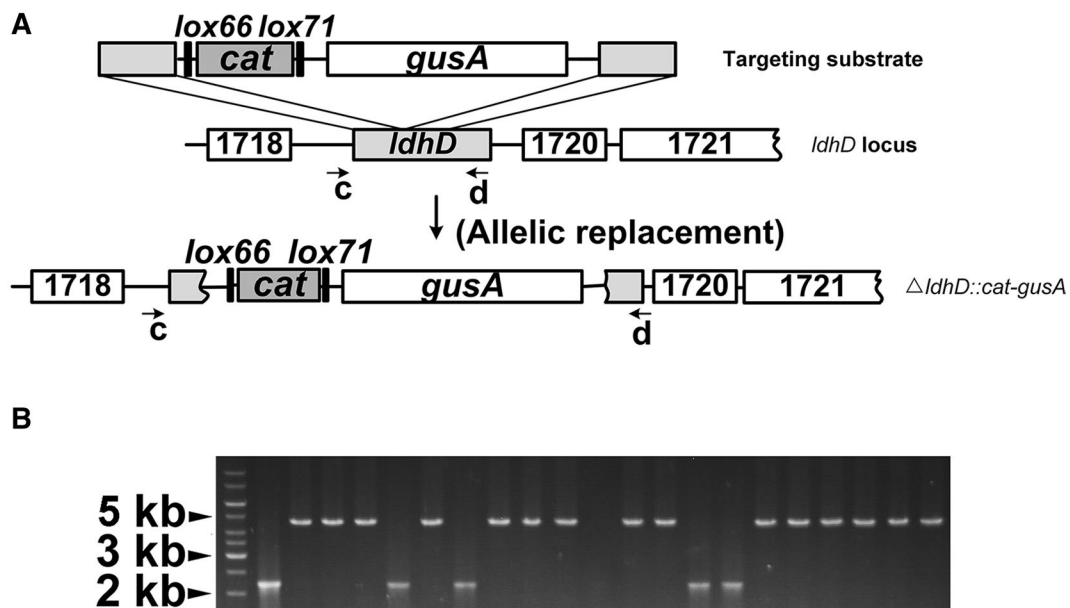 A
lox66 lox71
cat gusA
Targeting substrate
1718 ldhD 1720 1721
ldhD locus
c d
(Allelic replacement)
lox66 lox71
1718 cat gusA 1720 1721
△ldhD::cat-gusA
c d
B
5 kb
3 kb
2 kb